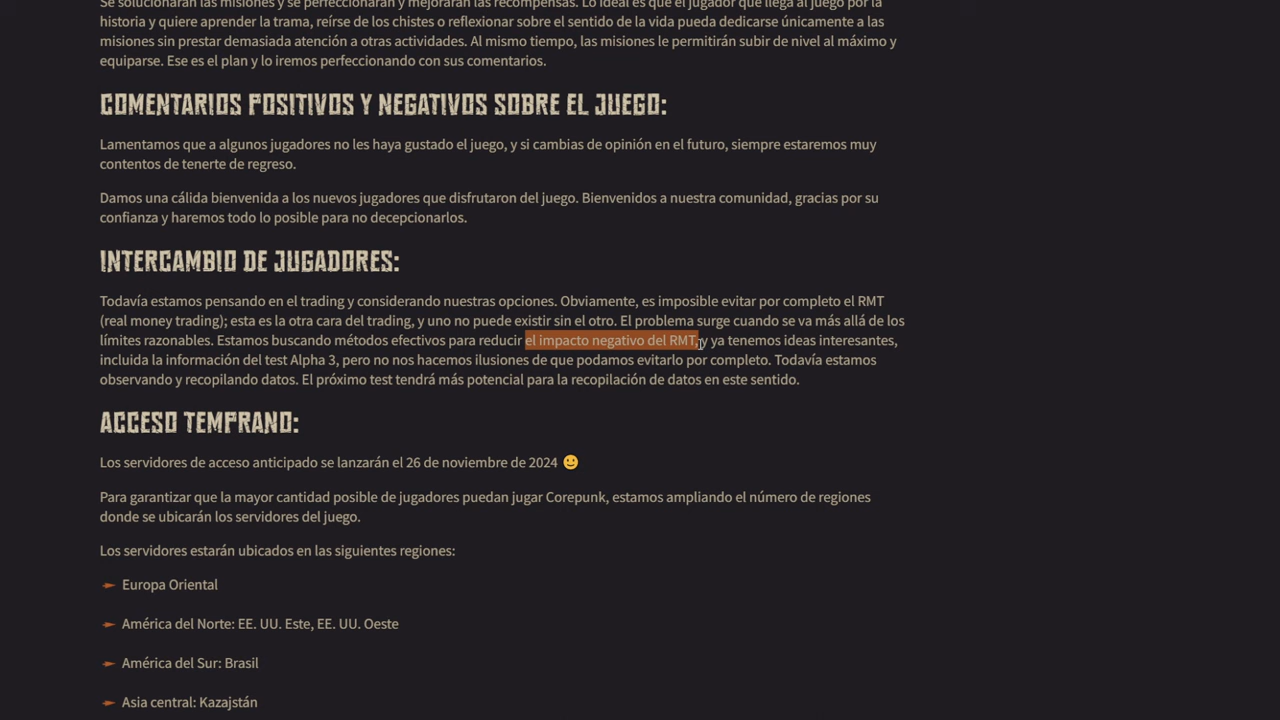 Se solucionarán las misiones y se perfeccionarán y mejorarán las recompensas. Lo ideal es que el jugador que llega al juego por la
historia y quiere aprender la trama, reírse de los chistes o reflexionar sobre el sentido de la vida pueda dedicarse únicamente a las
misiones sin prestar demasiada atención a otras actividades. Al mismo tiempo, las misiones le permitirán subir de nivel al máximo y
equiparse. Ese es el plan y lo iremos perfeccionando con sus comentarios.
COMENTARIOS POSITIVOS Y NEGATIVOS SOBRE EL JUEGO:
Lamentamos que a algunos jugadores no les haya gustado el juego, y si cambias de opinión en el futuro, siempre estaremos muy
contentos de tenerte de regreso.
Damos una cálida bienvenida a los nuevos jugadores que disfrutaron del juego. Bienvenidos a nuestra comunidad, gracias por su
confianza y haremos todo lo posible para no decepcionarlos.
INTERCAMBIO DE JUGADORES:
Todavía estamos pensando en el trading y considerando nuestras opciones. Obviamente, es imposible evitar por completo el RMT
(real money trading); esta es la otra cara del trading, y uno no puede existir sin el otro. El problema surge cuando se va más allá de los
límites razonables. Estamos buscando métodos efectivos para reducir el impacto negativo del RMT, y ya tenemos ideas interesantes,
incluida la información del test Alpha 3, pero no nos hacemos ilusiones de que podamos evitarlo por completo. Todavía estamos
observando y recopilando datos. El próximo test tendrá más potencial para la recopilación de datos en este sentido.
ACCESO TEMPRANO:
Los servidores de acceso anticipado se lanzarán el 26 de noviembre de 2024 🙂
Para garantizar que la mayor cantidad posible de jugadores puedan jugar Corepunk, estamos ampliando el número de regiones
donde se ubicarán los servidores del juego.
Los servidores estarán ubicados en las siguientes regiones:
Europa Oriental
América del Norte: EE. UU. Este, EE. UU. Oeste
América del Sur: Brasil
Asia central: Kazajstán